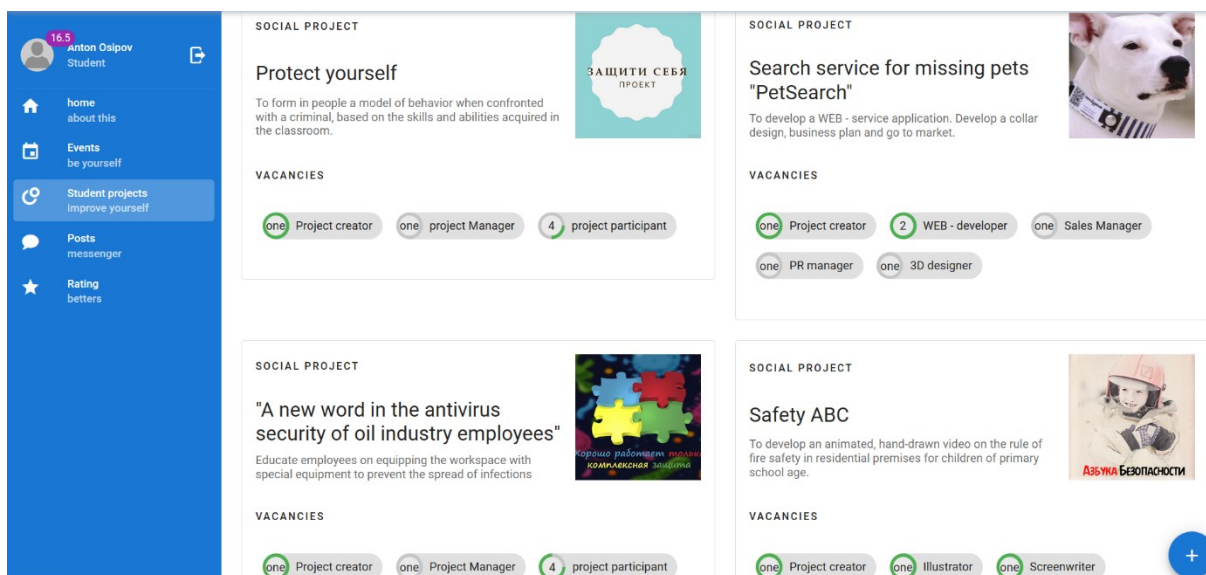 16.5
Anton Osipov
Student
home
about this
Events
be yourself
Student projects
Improve yourself
Posts
messenger
Rating
betters
SOCIAL PROJECT
Protect yourself
To form in people a model of behavior when confronted
with a criminal, based on the skills and abilities acquired in
the classroom.
ЗАЩИТИ СЕБЯ
ПРОЕКТ
VACANCIES
one Project creator one project Manager 4 project participant
SOCIAL PROJECT
Search service for missing pets
"PetSearch"
To develop a WEB - service application. Develop a collar
design, business plan and go to market.
VACANCIES
one Project creator 2 WEB - developer one Sales Manager
one PR manager one 3D designer
SOCIAL PROJECT
"A new word in the antivirus
security of oil industry employees"
Educate employees on equipping the workspace with
special equipment to prevent the spread of infections
Хорошо работает только
комплексная защита
VACANCIES
one Project creator one Project Manager 4 project participant
SOCIAL PROJECT
Safety ABC
To develop an animated, hand-drawn video on the rule of
fire safety in residential premises for children of primary
school age.
АЗБУКА БЕЗОПАСНОСТИ
VACANCIES
one Project creator one Illustrator one Screenwriter
+